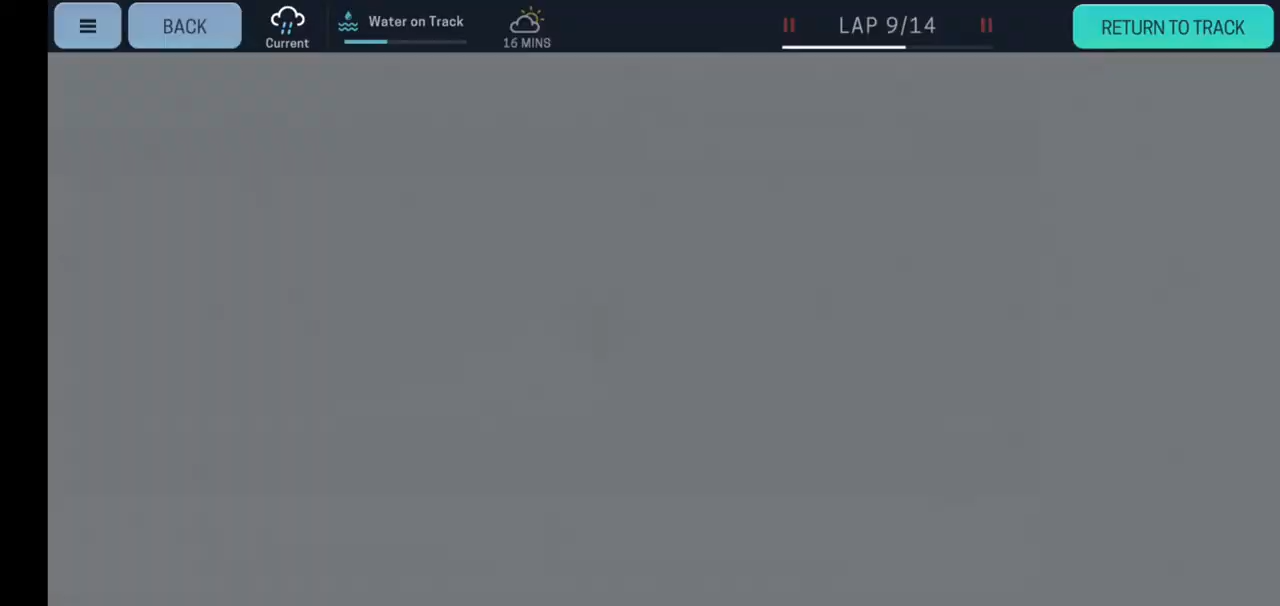 BACK
Current
Water on Track
16 MINS
LAP 9/14
RETURN TO TRACK